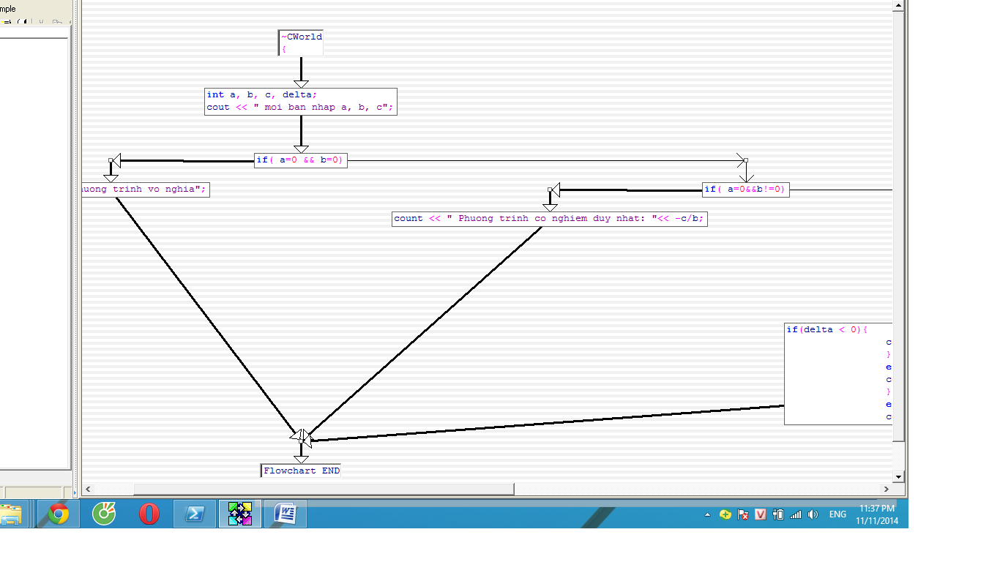 mple
~CWorld
{
int a, b, c, delta;
cout << " moi ban nhap a, b, c";
if( a=0 && b=0)
uong trinh vo nghia";
if( a=0&&b!=0)
count << " Phuong trinh co nghiem duy nhat: "<< -c/b;
if(delta < 0){
c
}
e
c
}
e
c
Flowchart END
ENG
11:37 PM
11/11/2014